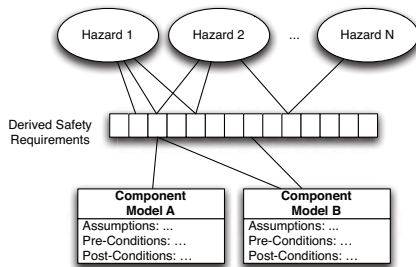 Hazard 1
Hazard 2
...
Hazard N
Derived Safety
Requirements
Component
Model A
Assumptions: ...
Pre-Conditions: ...
Post-Conditions: ...
Component
Model B
Assumptions: ...
Pre-Conditions: ...
Post-Conditions: ...